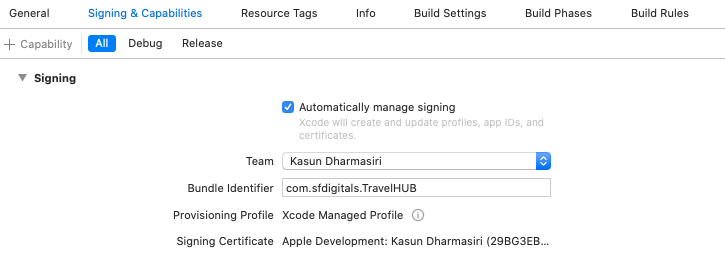 General Signing & Capabilities Resource Tags Info Build Settings Build Phases Build Rules
+ Capability All Debug Release
Signing
Automatically manage signing
Xcode will create and update profiles, app IDs, and
certificates.
Team Kasun Dharmasiri
Bundle Identifier com.sfdigitals.TravelHUB
Provisioning Profile Xcode Managed Profile
Signing Certificate Apple Development: Kasun Dharmasiri (29BG3EB...